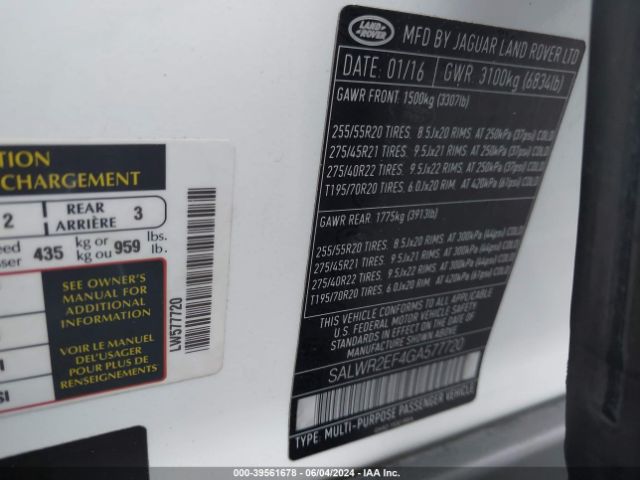 LAND ROVER
MFD BY JAGUAR LAND ROVER LTD
DATE: 01/16 GWR: 3100kg (6834lb)
GAWR FRONT: 1500kg (3307lb)
255/55R20 TIRES. 8.5Jx20 RIMS. AT 250kPa (37psi) COLD
275/45R21 TIRES. 9.5Jx21 RIMS. AT 250kPa (37psi) COLD
275/40R22 TIRES. 9.5Jx22 RIMS. AT 250kPa (37psi) COLD
T195/70R20 TIRES. 6.0Jx20 RIM, AT 420kPa (61psi) COLD
GAWR REAR: 1775kg (3913lb)
255/55R20 TIRES. 8.5Jx20 RIMS. AT 300kPa (44psi) COLD
275/45R21 TIRES. 9.5Jx21 RIMS. AT 300kPa (44psi) COLD
275/40R22 TIRES. 9.5Jx22 RIMS. AT 300kPa (44psi) COLD
T195/70R20 TIRES 6.0Jx20 RIM, AT 420kPa (61psi) COLD
THIS VEHICLE CONFORMS TO ALL APPLICABLE
U.S. FEDERAL MOTOR VEHICLE SAFETY
STANDARDS IN EFFECT ON THE DATE OF
MANUFACTURE SHOWN ABOVE
SALWR2EF4GA577720
TYPE: MULTI-PURPOSE PASSENGER VEHICLE
TION
CHARGEMENT
2 REAR ARRIÈRE 3
eed
sser 435 kg or kg ou 959 lbs. lb.
SEE OWNER'S
MANUAL FOR
ADDITIONAL
INFORMATION
VOIR LE MANUEL
DE L'USAGER
POUR PLUS DE
RENSEIGNEMENTS
SI
LW577720
000-39561678 | 06/04/2024 | IAA Inc.